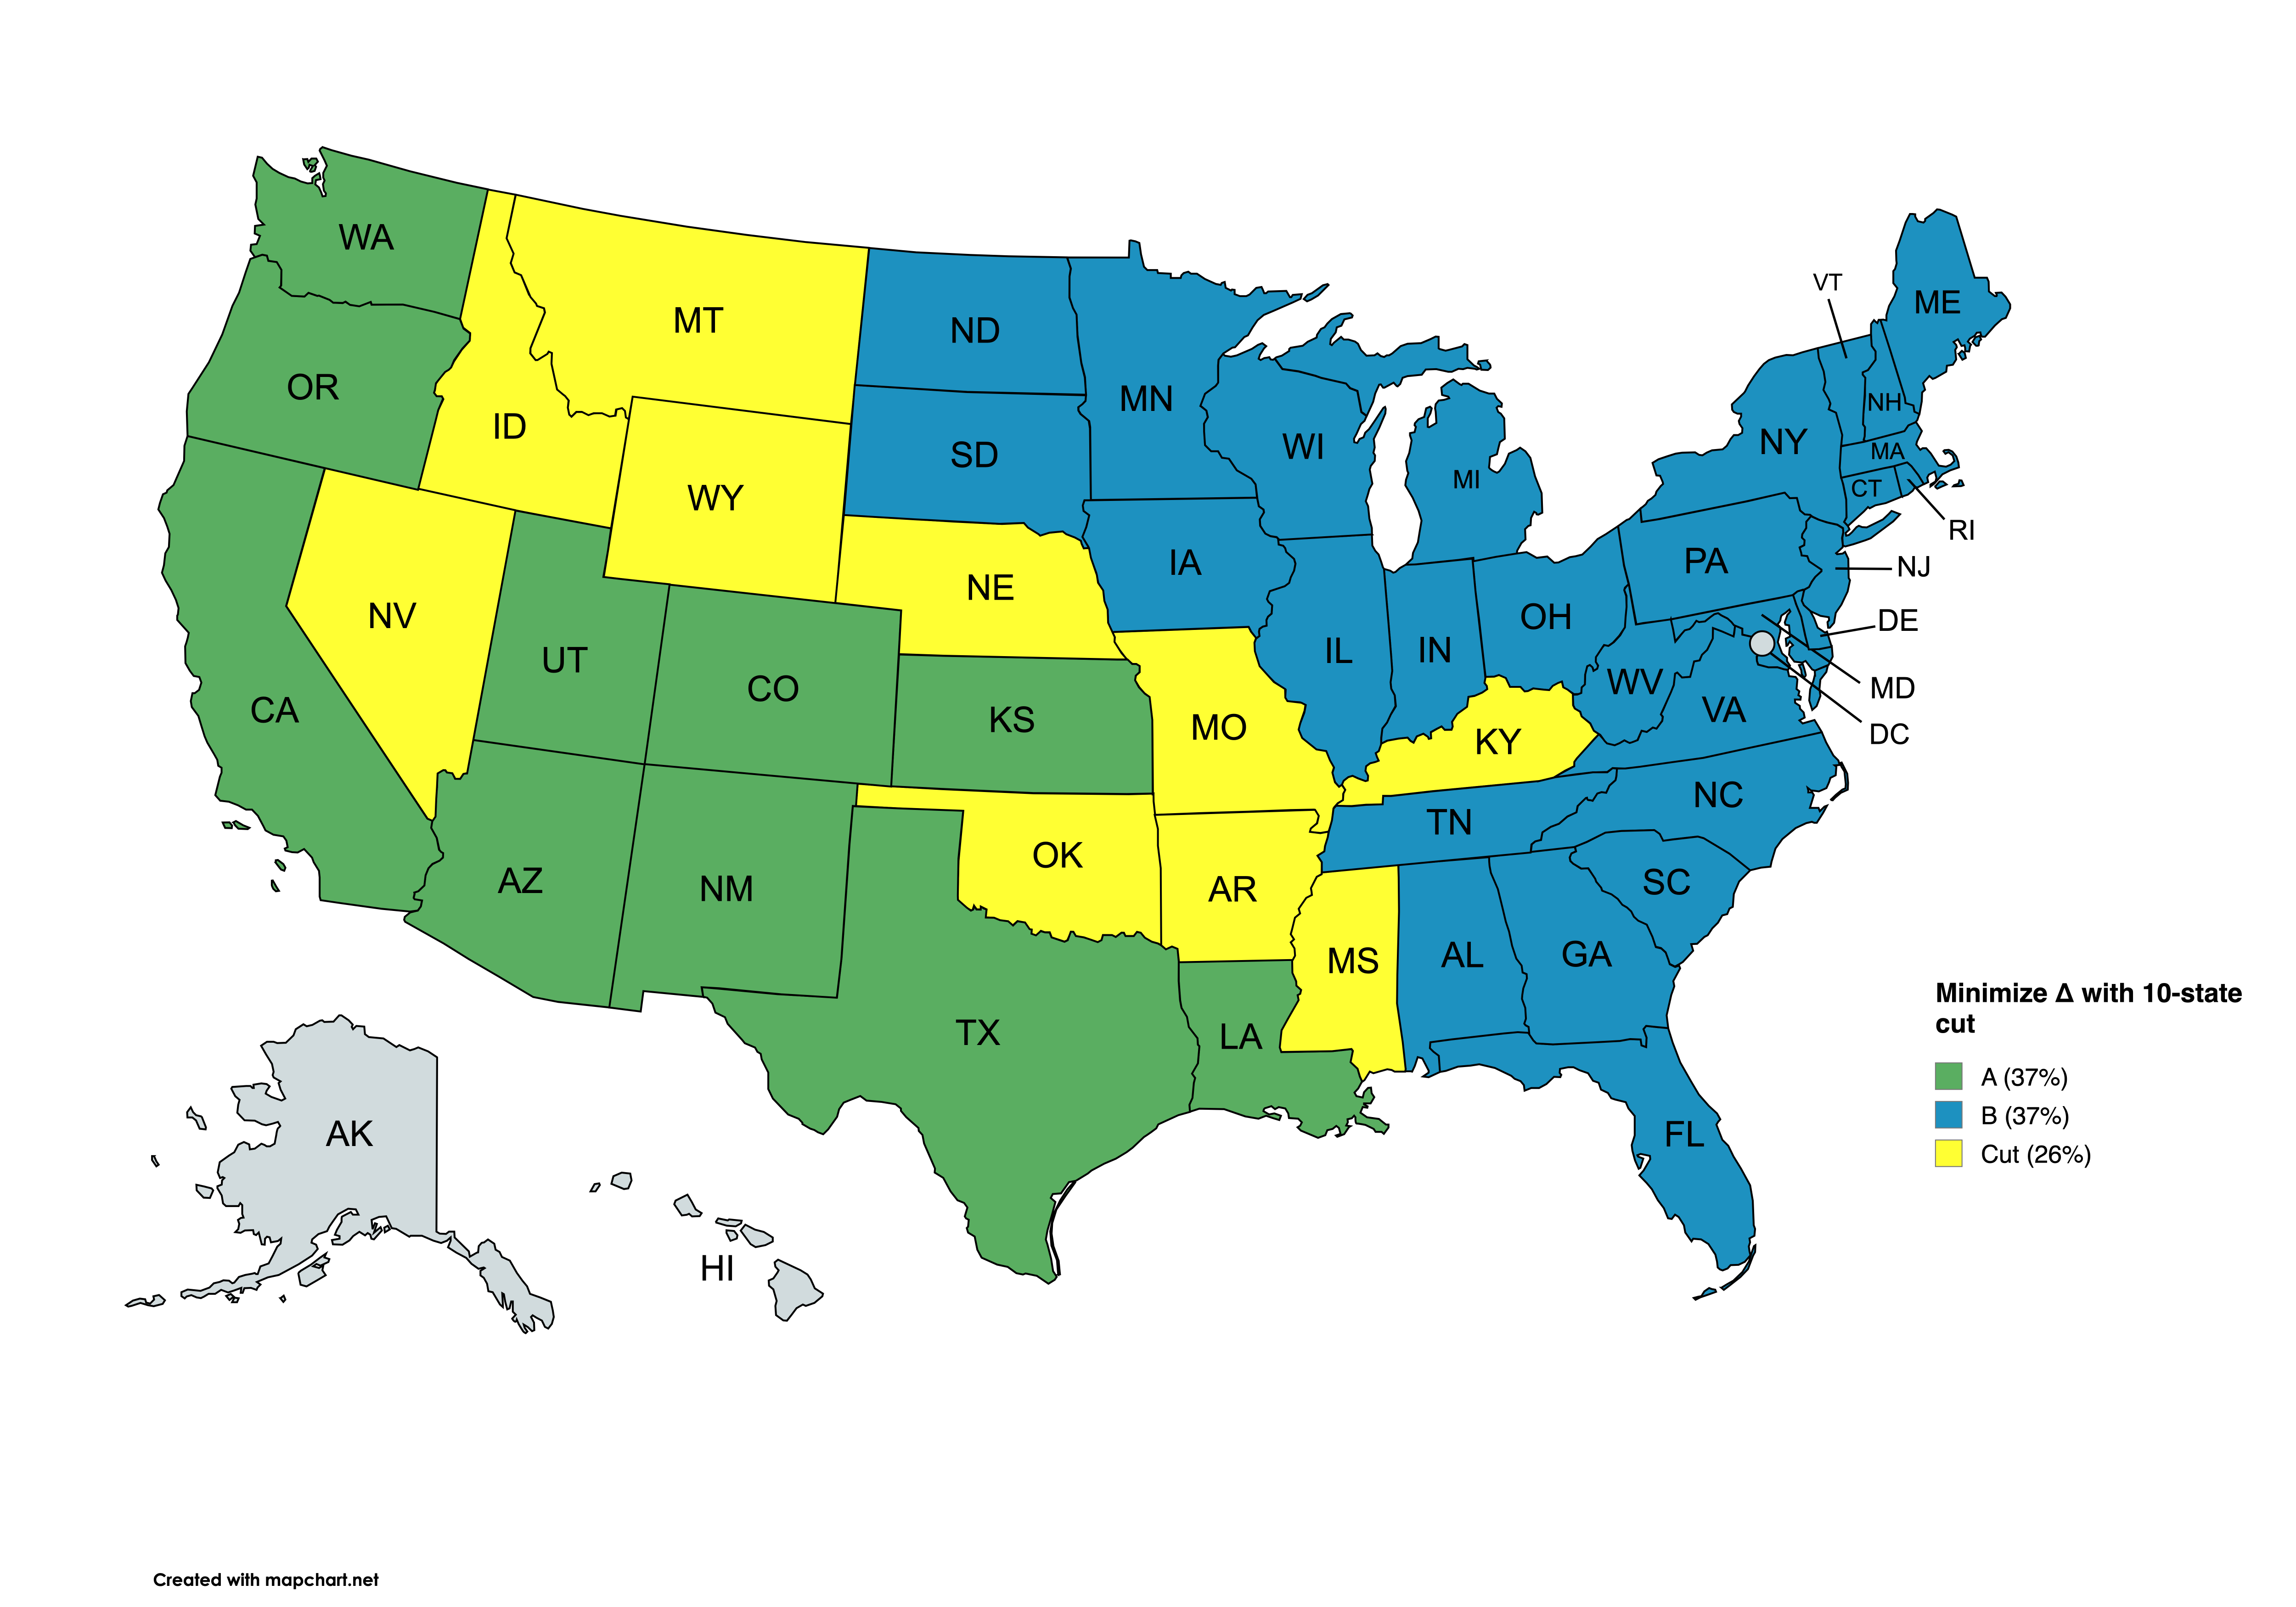 WA
MT
ND
MN
VT
ME
OR
ID
SD
WI
MI
NY
NH
MA
CT
RI
WY
NE
IA
PA
NJ
NV
UT
CO
KS
MO
IL
IN
OH
WV
VA
DE
MD
DC
KY
CA
AZ
NM
OK
AR
TN
NC
SC
MS
AL
GA
TX
LA
FL
AK
HI
Minimize Δ with 10-state
cut
A (37%)
B (37%)
Cut (26%)
Created with mapchart.net